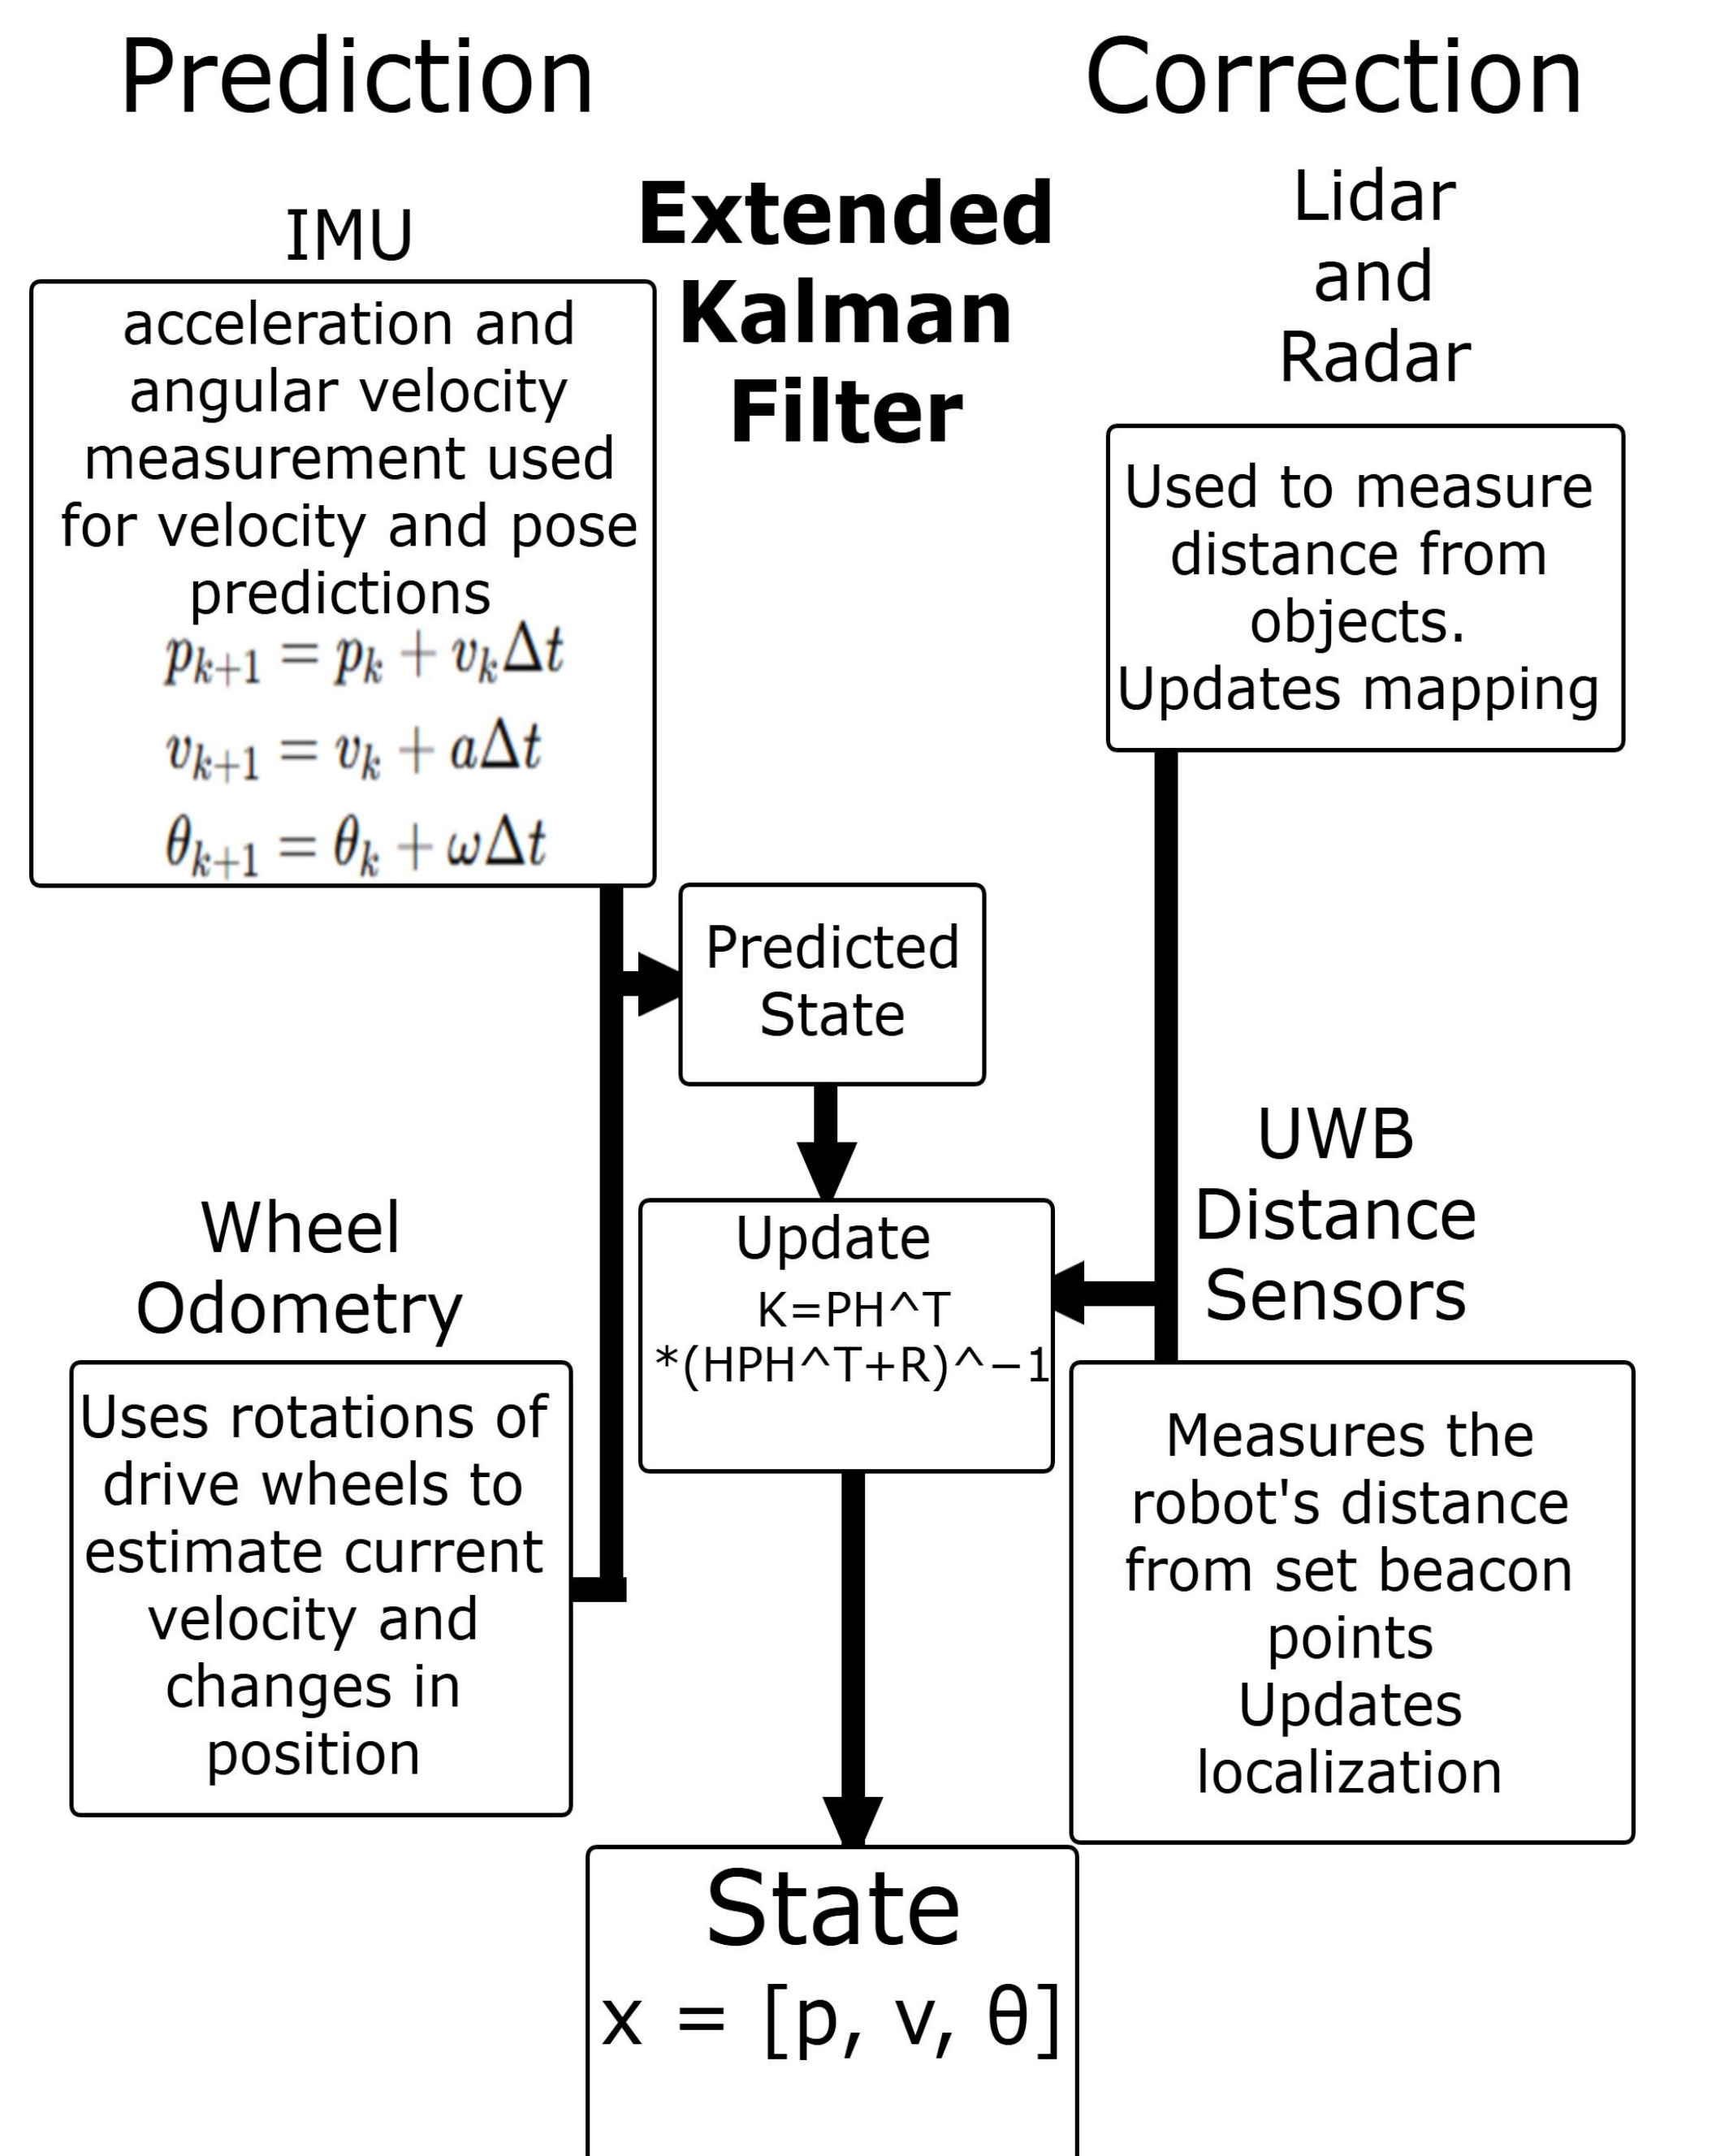 Prediction
IMU
acceleration and
angular velocity
measurement used
for velocity and pose
predictions
pₖ₊₁ = pₖ + vₖΔt
vₖ₊₁ = vₖ + aΔt
θₖ₊₁ = θₖ + ωΔt
Wheel
Odometry
Uses rotations of
drive wheels to
estimate current
velocity and
changes in
position
Extended
Kalman
Filter
Predicted
State
Update
K=PH^T
*(HPH^T+R)^−1
State
x = [p, v, θ]
Correction
Lidar
and
Radar
Used to measure
distance from
objects.
Updates mapping
UWB
Distance
Sensors
Measures the
robot's distance
from set beacon
points
Updates
localization